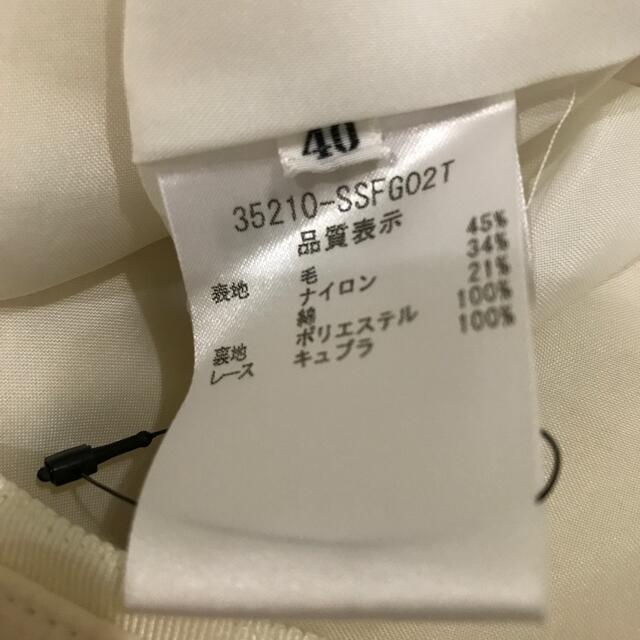 40
35210-SSFG02T
品質表示
表地 毛 45%
ナイロン 34%
綿 21%
裏地 ポリエステル 100%
レース キュプラ 100%